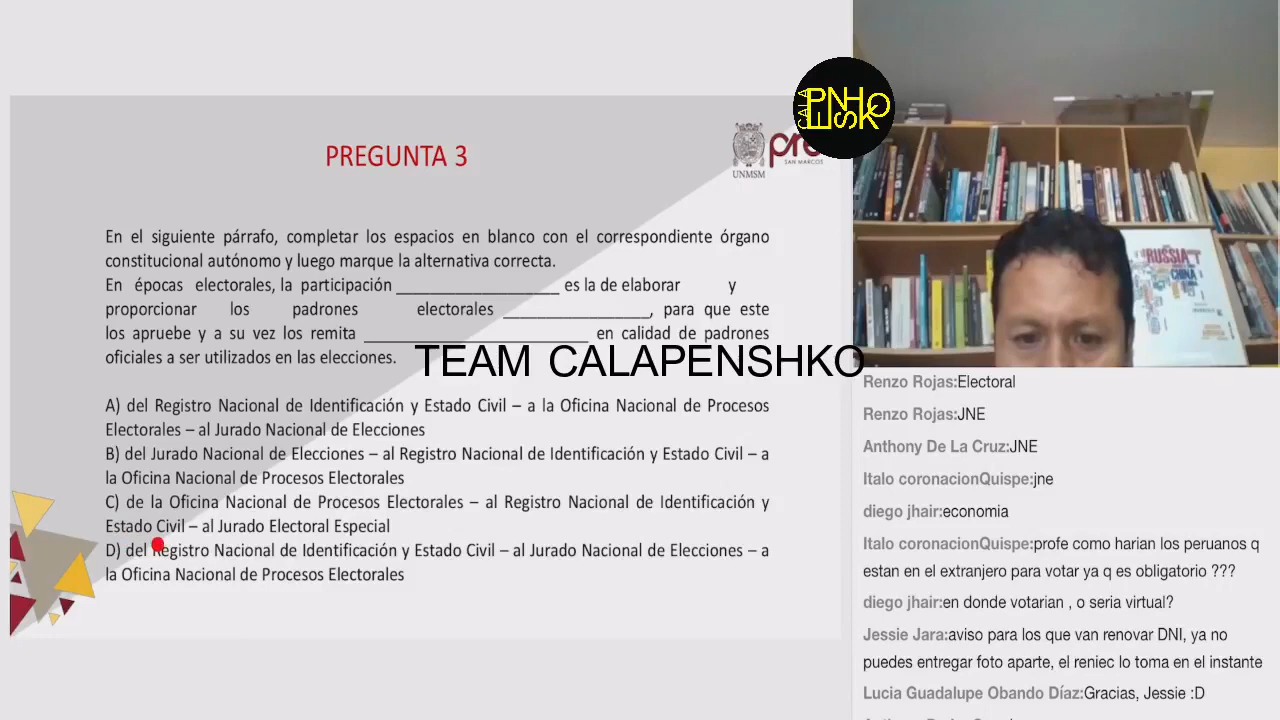 PREGUNTA 3
UNMSM
SAN MARCOS
CALA
PENHSKO
En el siguiente párrafo, completar los espacios en blanco con el correspondiente órgano
constitucional autónomo y luego marque la alternativa correcta.
En épocas electorales, la participación ____________________ es la de elaborar y
proporcionar los padrones electorales __________________, para que este
los apruebe y a su vez los remita ____________________________ en calidad de padrones
oficiales a ser utilizados en las elecciones.
TEAM CALAPENSHKO
A) del Registro Nacional de Identificación y Estado Civil – a la Oficina Nacional de Procesos
Electorales – al Jurado Nacional de Elecciones
B) del Jurado Nacional de Elecciones – al Registro Nacional de Identificación y Estado Civil – a
la Oficina Nacional de Procesos Electorales
C) de la Oficina Nacional de Procesos Electorales – al Registro Nacional de Identificación y
Estado Civil – al Jurado Electoral Especial
D) del Registro Nacional de Identificación y Estado Civil – al Jurado Nacional de Elecciones – a
la Oficina Nacional de Procesos Electorales
RUSSIA
CHINA
Renzo Rojas:Electoral
Renzo Rojas:JNE
Anthony De La Cruz:JNE
Italo coronacionQuispe:jne
diego jhair:economia
Italo coronacionQuispe:profe como harian los peruanos q
estan en el extranjero para votar ya q es obligatorio ???
diego jhair:en donde votarian , o seria virtual?
Jessie Jara:aviso para los que van renovar DNI, ya no
puedes entregar foto aparte, el reniec lo toma en el instante
Lucia Guadalupe Obando Díaz:Gracias, Jessie :D